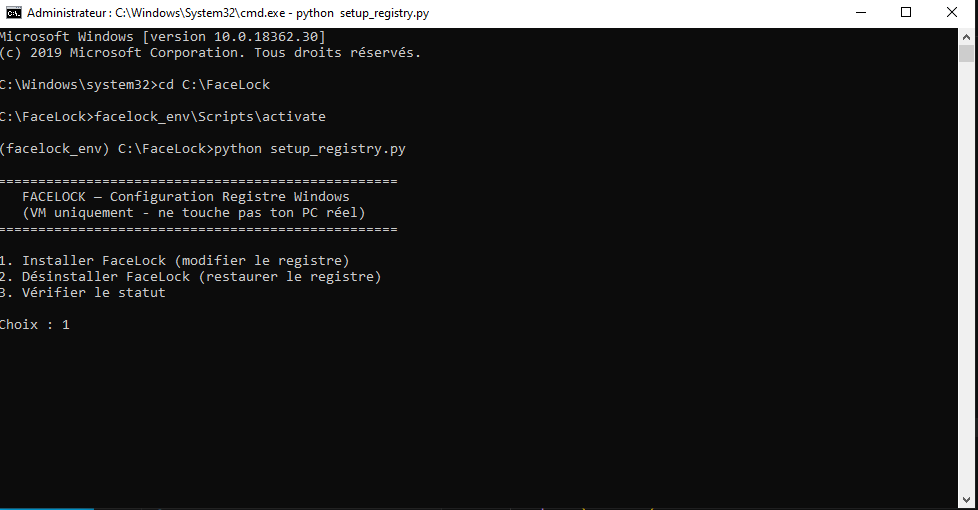 Administrateur : C:\Windows\System32\cmd.exe - python setup_registry.py
Microsoft Windows [version 10.0.18362.30]
(c) 2019 Microsoft Corporation. Tous droits réservés.
C:\Windows\system32>cd C:\FaceLock
C:\FaceLock>facelock_env\Scripts\activate
(facelock_env) C:\FaceLock>python setup_registry.py
==================================================
FACELOCK — Configuration Registre Windows
(VM uniquement - ne touche pas ton PC réel)
==================================================
1. Installer FaceLock (modifier le registre)
2. Désinstaller FaceLock (restaurer le registre)
3. Vérifier le statut
Choix : 1